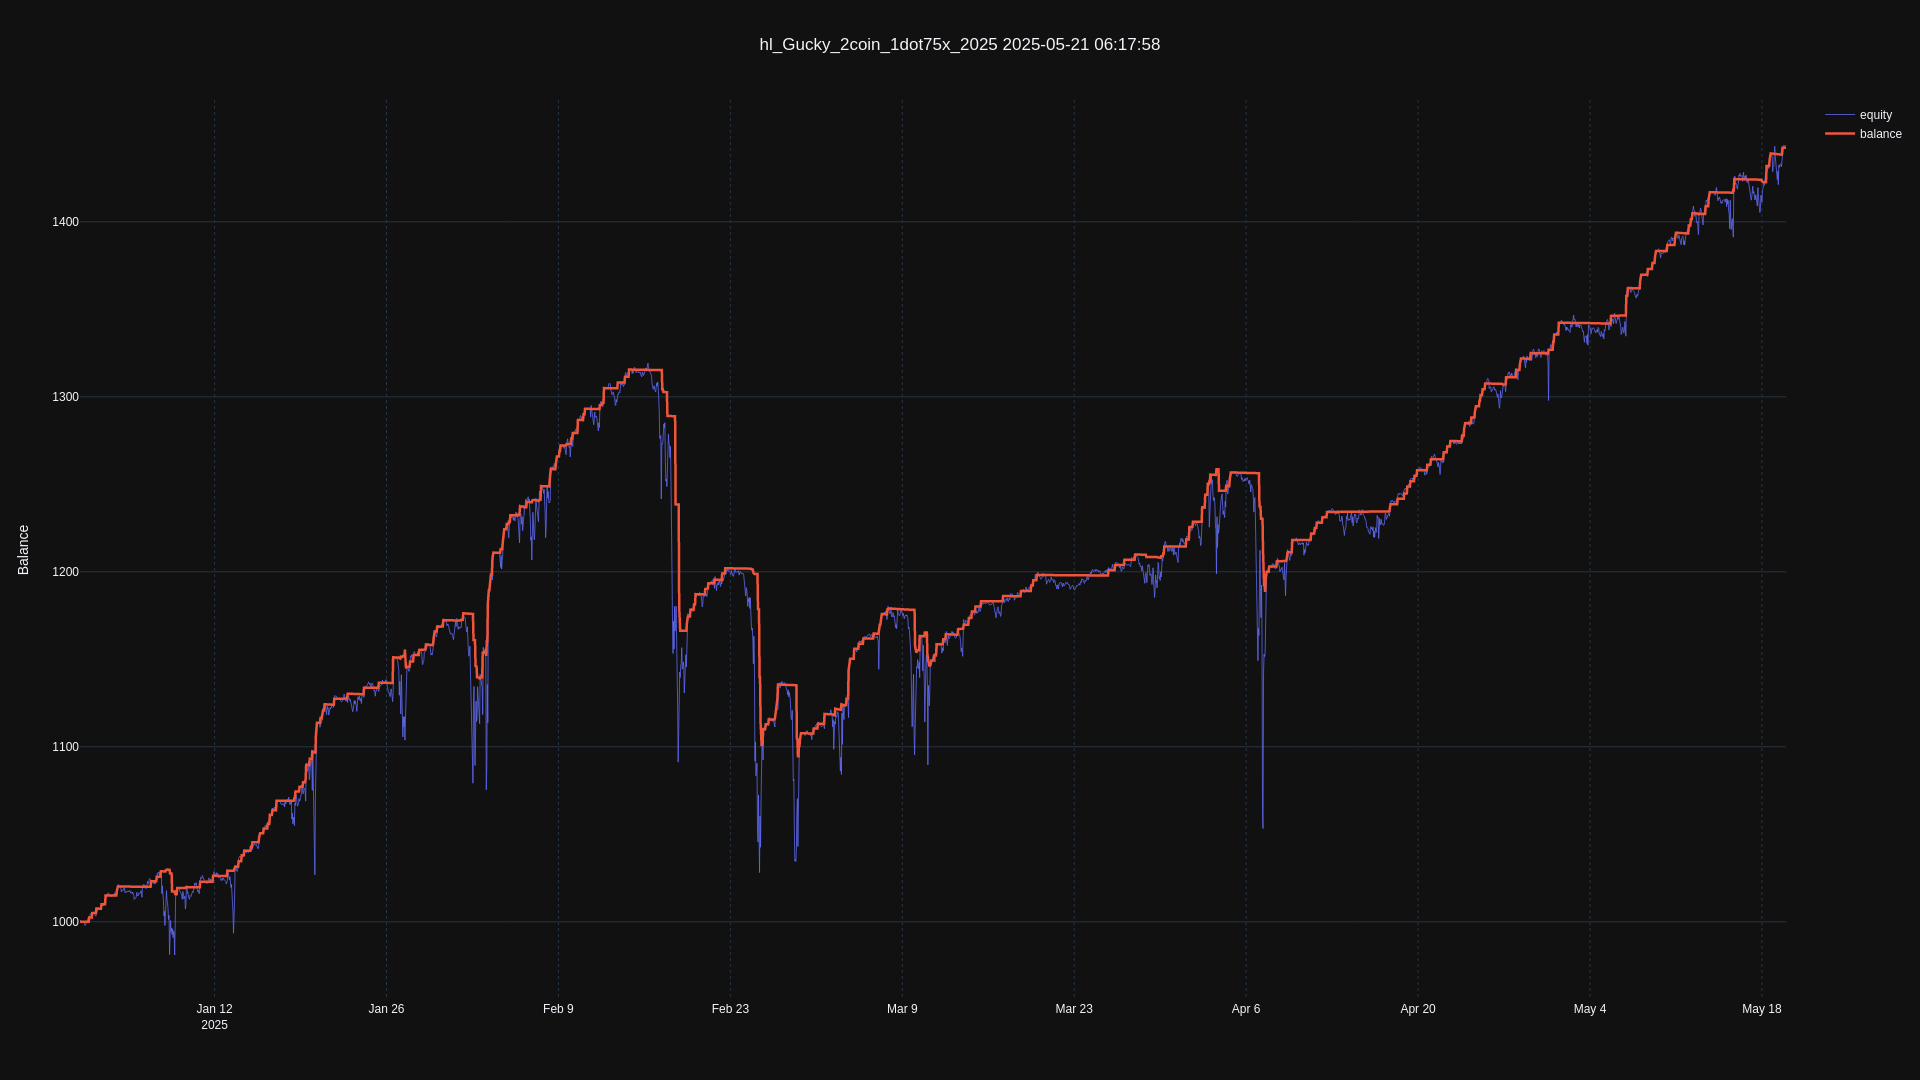 hl_Gucky_2coin_1dot75x_2025 2025-05-21 06:17:58
equity
balance
Balance
1400
1300
1200
1100
1000
Jan 12
2025
Jan 26
Feb 9
Feb 23
Mar 9
Mar 23
Apr 6
Apr 20
May 4
May 18